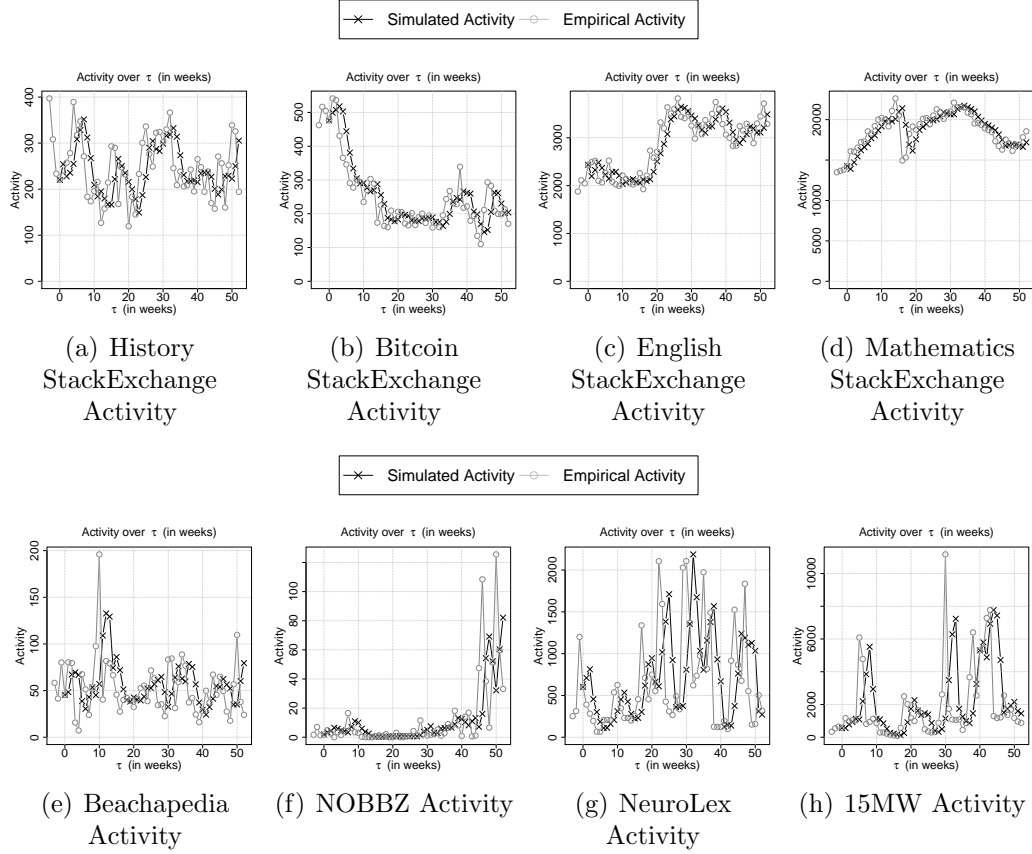 Simulated Activity Empirical Activity
Activity over τ (in weeks) Activity over τ (in weeks) Activity over τ (in weeks) Activity over τ (in weeks)
Activity 0 100 200 300 400
0 10 20 30 40 50
τ (in weeks)
Activity 0 100 200 300 400 500
0 10 20 30 40 50
τ (in weeks)
Activity 0 1000 2000 3000
0 10 20 30 40 50
τ (in weeks)
Activity 0 5000 10000 15000 20000
0 10 20 30 40 50
τ (in weeks)
(a) History
StackExchange
Activity
(b) Bitcoin
StackExchange
Activity
(c) English
StackExchange
Activity
(d) Mathematics
StackExchange
Activity
Simulated Activity Empirical Activity
Activity over τ (in weeks) Activity over τ (in weeks) Activity over τ (in weeks) Activity over τ (in weeks)
Activity 0 50 100 150 200
0 10 20 30 40 50
τ (in weeks)
Activity 0 20 40 60 80 100 120
0 10 20 30 40 50
τ (in weeks)
Activity 0 500 1000 1500 2000
0 10 20 30 40 50
τ (in weeks)
Activity 0 2000 6000 10000
0 10 20 30 40 50
τ (in weeks)
(e) Beachapedia
Activity
(f) NOBBZ Activity
(g) NeuroLex
Activity
(h) 15MW Activity